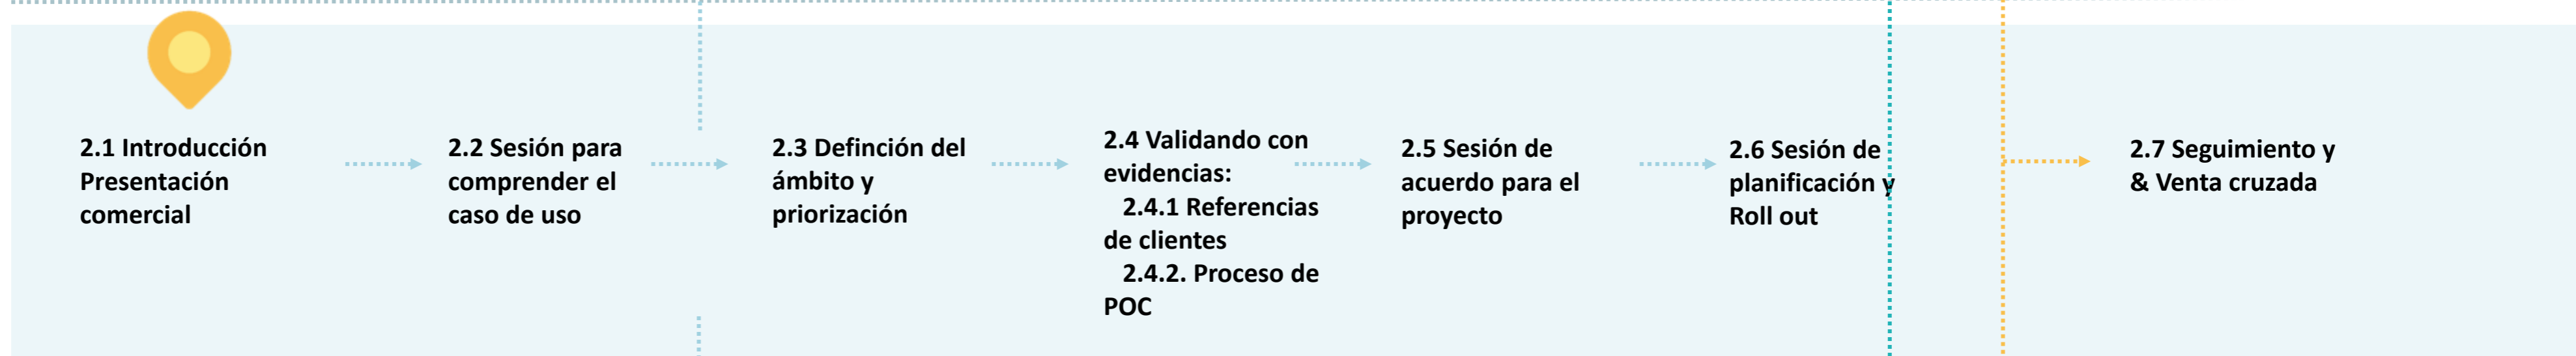 2.1 Introducción
Presentación
comercial
2.2 Sesión para
comprender el
caso de uso
2.3 Definción del
ámbito y
priorización
2.4 Validando con
evidencias:
2.4.1 Referencias
de clientes
2.4.2. Proceso de
POC
2.5 Sesión de
acuerdo para el
proyecto
2.6 Sesión de
planificación y
Roll out
2.7 Seguimiento y
& Venta cruzada